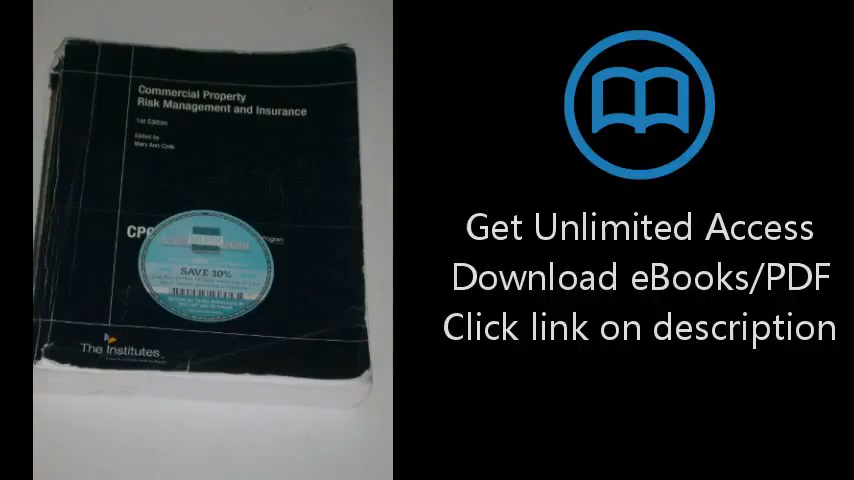 Commercial Property
Risk Management and Insurance
1st Edition
Edited by
Mary Ann Cook
CPC
SAVE 10%
The Institutes
Get Unlimited Access
Download eBooks/PDF
Click link on description